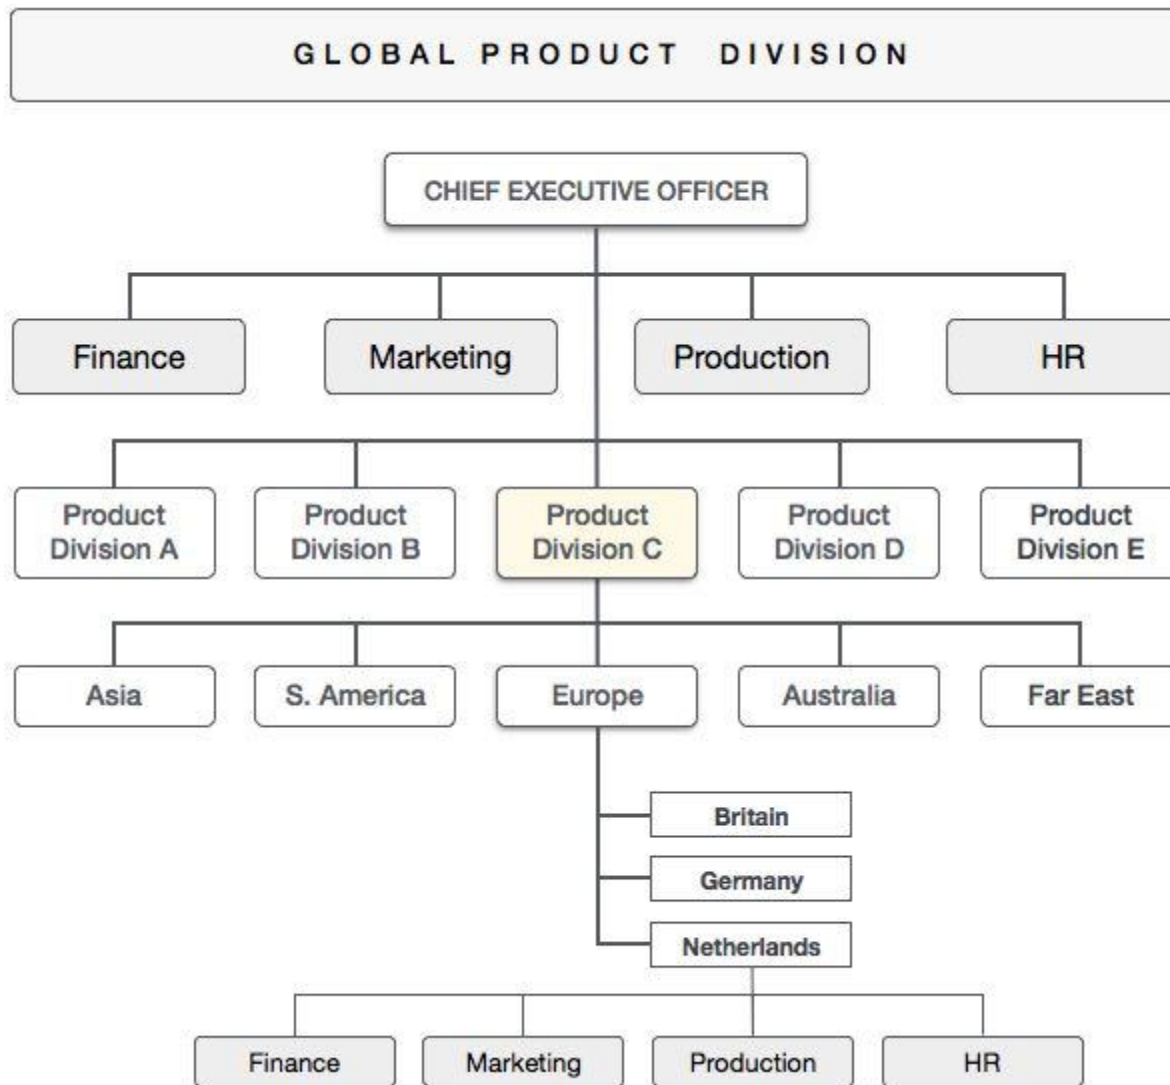 GLOBAL PRODUCT DIVISION
CHIEF EXECUTIVE OFFICER
Finance
Marketing
Production
HR
Product
Division A
Product
Division B
Product
Division C
Product
Division D
Product
Division E
Asia
S. America
Europe
Australia
Far East
Britain
Germany
Netherlands
Finance
Marketing
Production
HR